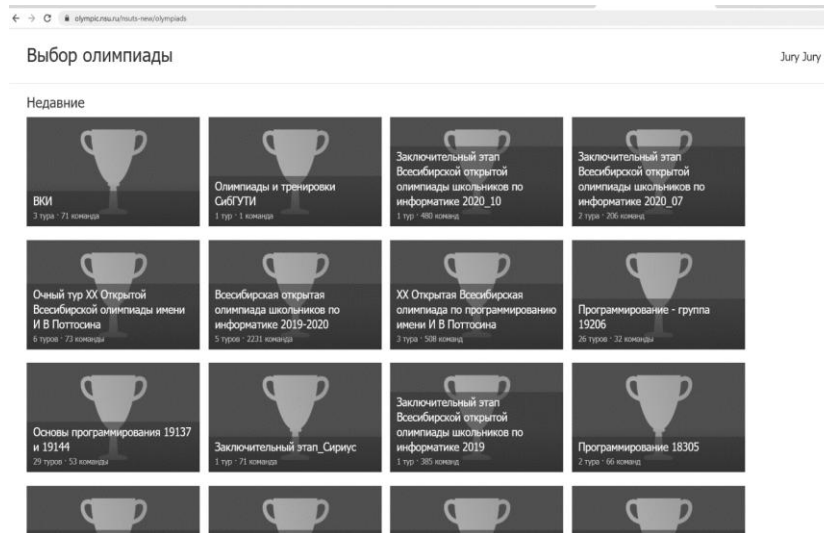 olympic.nsu.ru/nsuts-new/olympiads
Выбор олимпиады
Jury Jury
Недавние
ВКИ
3 тура · 71 команда
Олимпиады и тренировки
СибГУТИ
1 тур · 1 команда
Заключительный этап
Всесибирской открытой
олимпиады школьников по
информатике 2020_10
1 тур · 480 команд
Заключительный этап
Всесибирской открытой
олимпиады школьников по
информатике 2020_07
2 тура · 206 команд
Очный тур XX Открытой
Всесибирской олимпиады имени
И В Поттосина
6 туров · 73 команды
Всесибирская открытая
олимпиада школьников по
информатике 2019-2020
5 туров · 2231 команда
XX Открытая Всесибирская
олимпиада по программированию
имени И В Поттосина
3 тура · 508 команд
Программирование - группа
19206
26 туров · 32 команды
Основы программирования 19137
и 19144
29 туров · 53 команды
Заключительный этап_Сириус
1 тур · 71 команда
Заключительный этап
Всесибирской открытой
олимпиады школьников по
информатике 2019
1 тур · 385 команд
Программирование 18305
2 тура · 66 команд